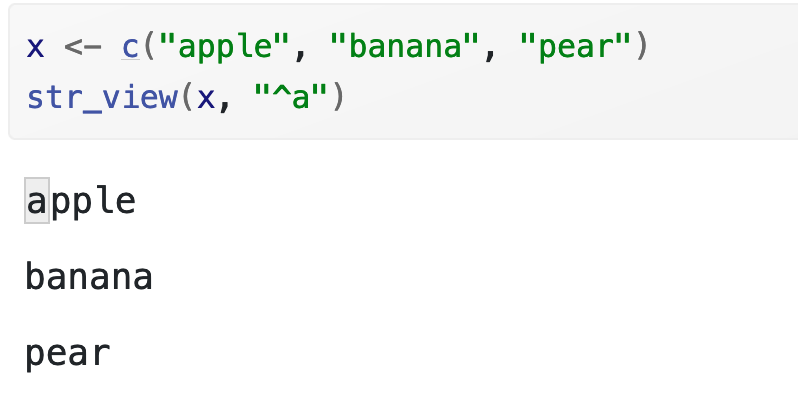 x <- c("apple", "banana", "pear")
str_view(x, "^a")
apple
banana
pear